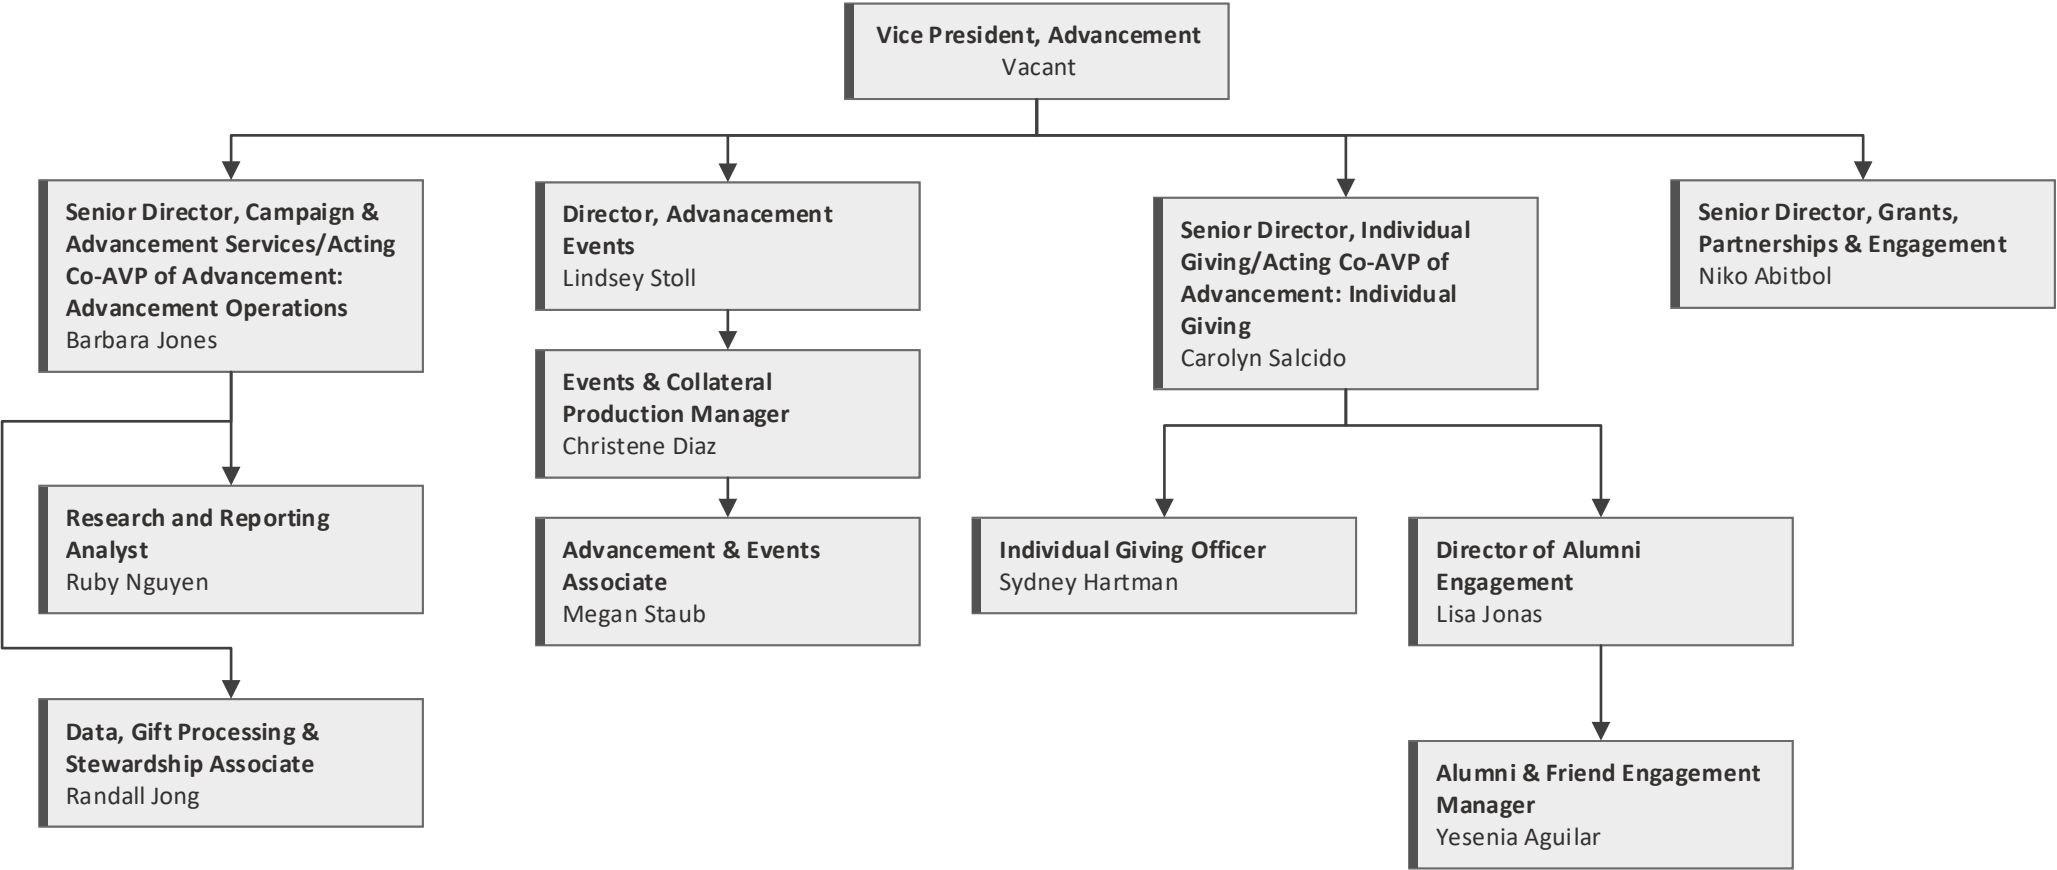 Vice President, Advancement
Vacant
Senior Director, Campaign &
Advancement Services/Acting
Co-AVP of Advancement:
Advancement Operations
Barbara Jones
Director, Advanacement
Events
Lindsey Stoll
Senior Director, Individual
Giving/Acting Co-AVP of
Advancement: Individual
Giving
Carolyn Salcido
Senior Director, Grants,
Partnerships & Engagement
Niko Abitbol
Events & Collateral
Production Manager
Christene Diaz
Research and Reporting
Analyst
Ruby Nguyen
Advancement & Events
Associate
Megan Staub
Individual Giving Officer
Sydney Hartman
Director of Alumni
Engagement
Lisa Jonas
Data, Gift Processing &
Stewardship Associate
Randall Jong
Alumni & Friend Engagement
Manager
Yesenia Aguilar